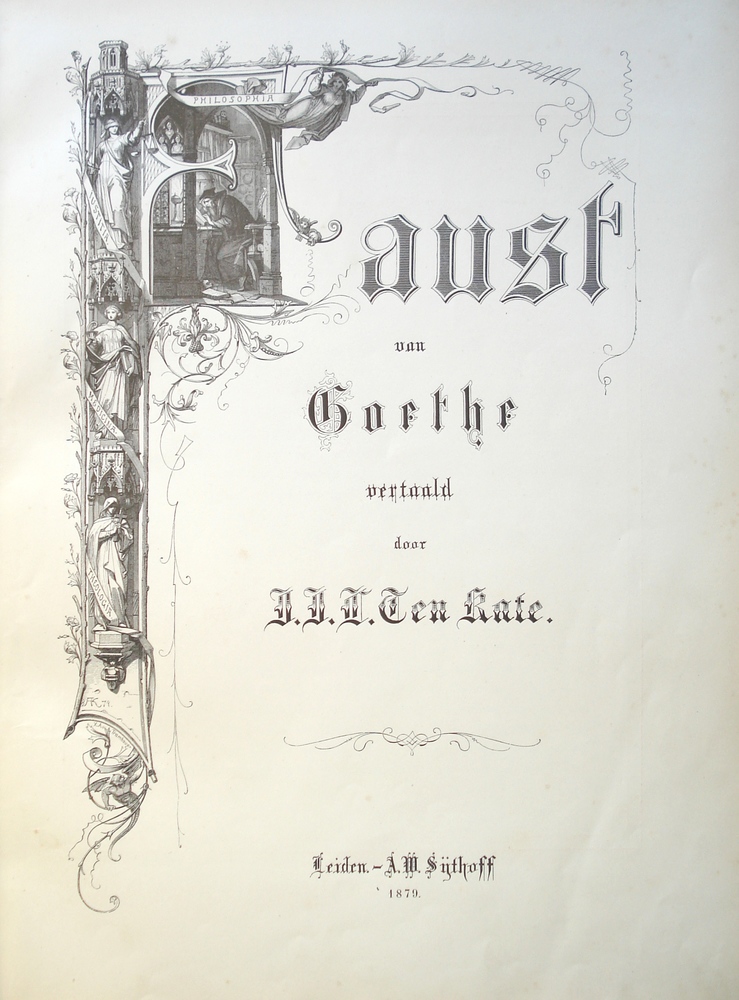 PHILOSOPHIA
Faust
van
Goethe
vertaald
door
J.J.L. Ten Kate.
Leiden. – A.W. Sijthoff
1879.